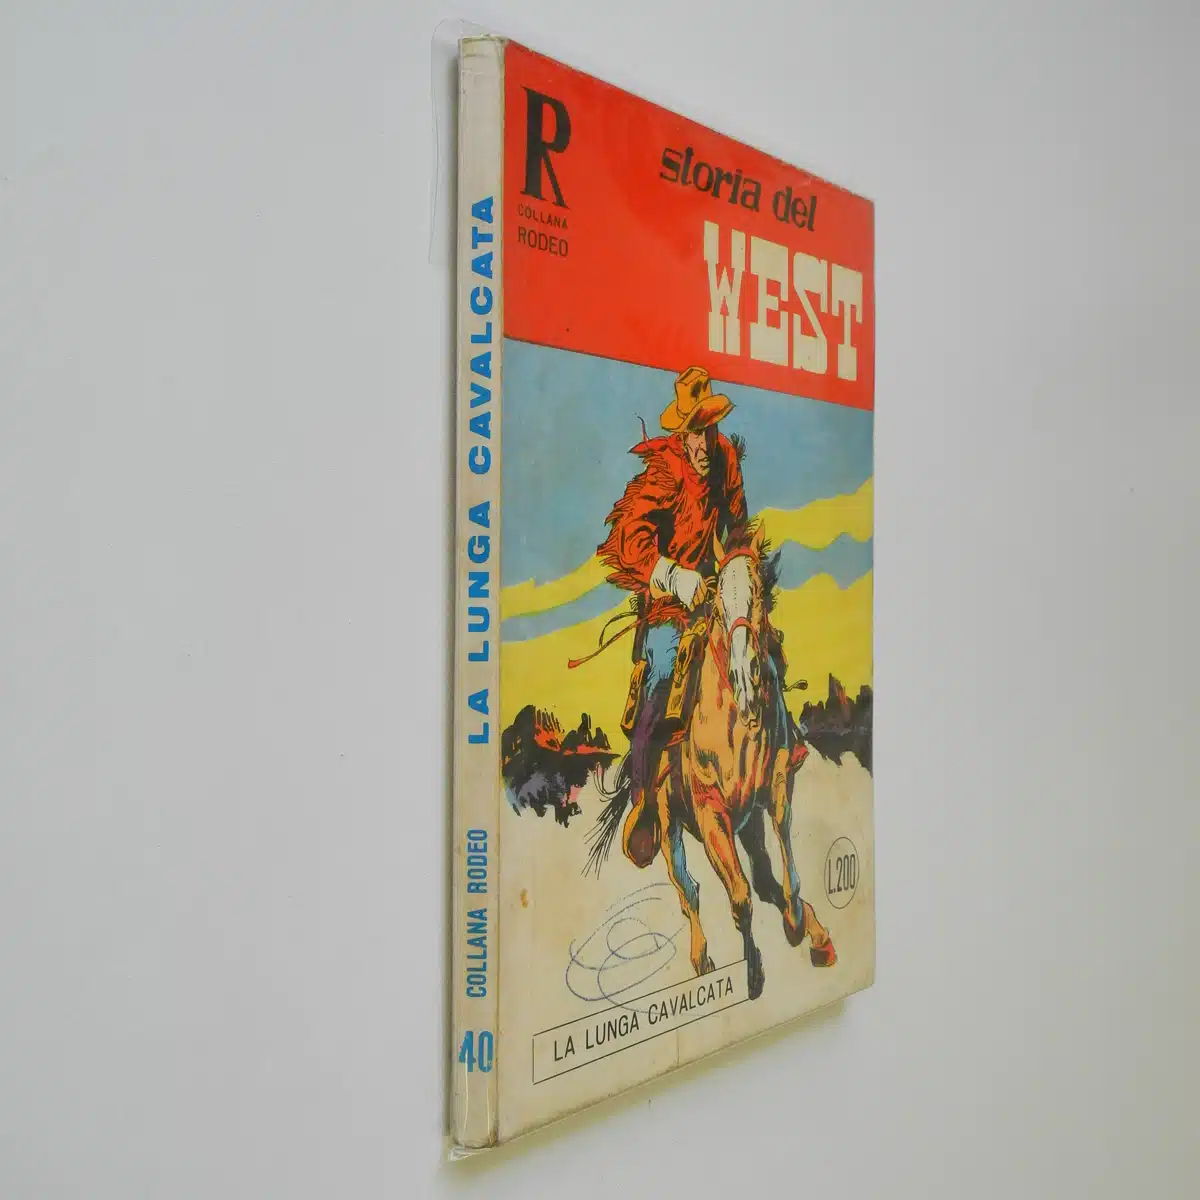 LA LUNGA CAVALCATA
COLLANA RODEO
40
R
COLLANA
RODEO
storia del
WEST
L.200
LA LUNGA CAVALCATA